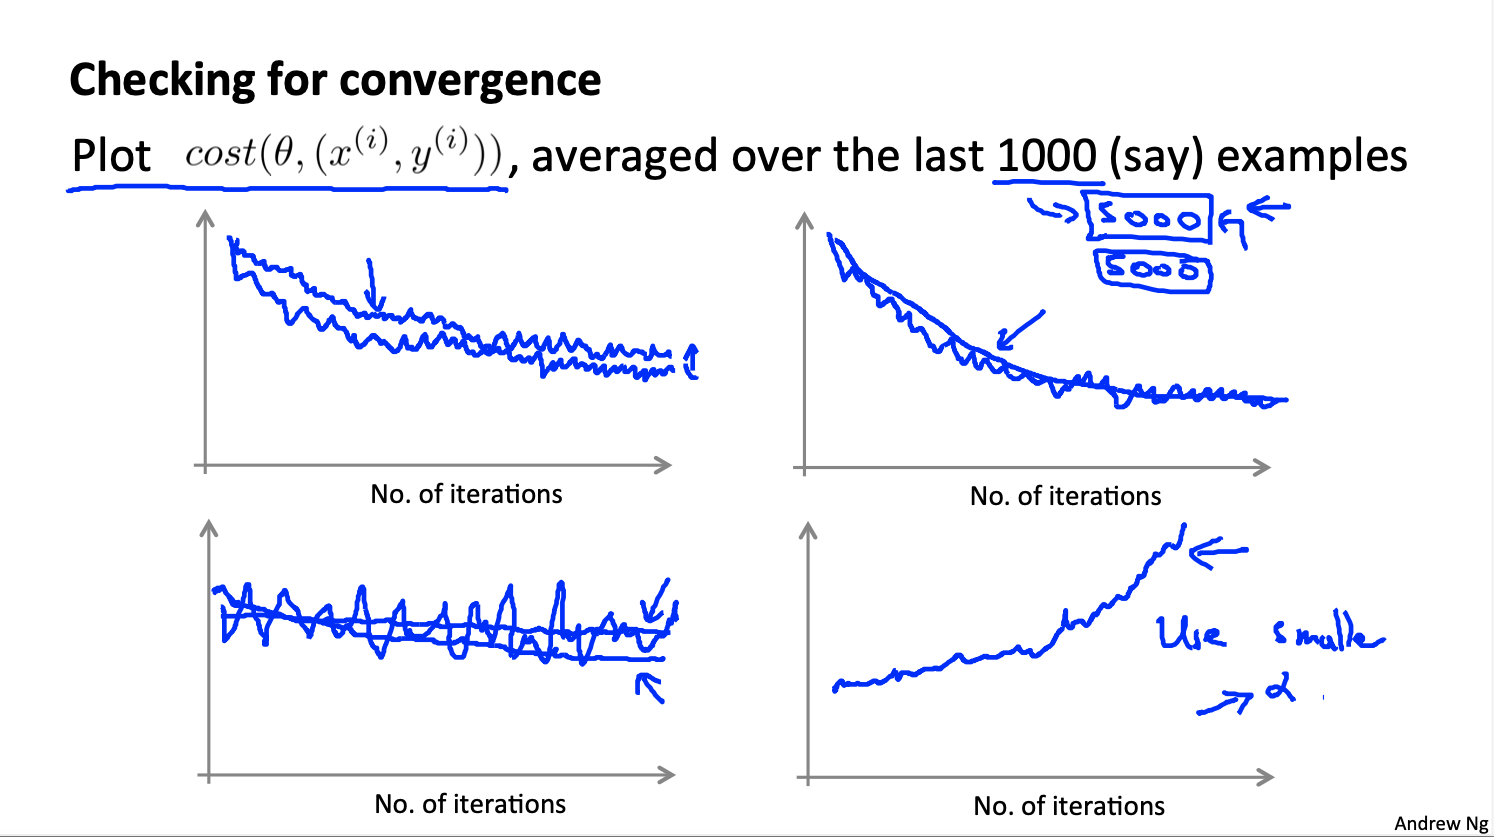 Checking for convergence
Plot cost(θ, (x^(i), y^(i))), averaged over the last 1000 (say) examples
5000
5000
No. of iterations
No. of iterations
Use smaller
→ α
No. of iterations
No. of iterations
Andrew Ng